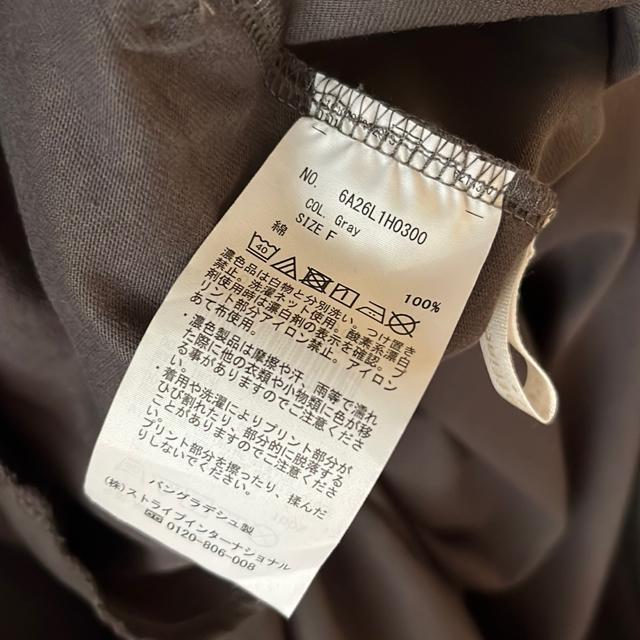 NO. 6A26L1H0300
COL. Gray
SIZE F
綿 100%
40
濃色品は白物と分別洗い。つけ置き
禁止。洗濯ネット使用。酸素系漂白
剤使用時は漂白剤の表示を確認。プ
リント部分アイロン禁止。アイロン
あて布使用。
・濃色製品は摩擦や汗、雨等で濡れ
た際に他の衣類や小物類に色が移
る事がありますのでご注意くださ
い。
・着用や洗濯によりプリント部分が
ひび割れたり、部分的に脱落する
ことがありますのでご注意くださ
い。
プリント部分を擦ったり、揉んだ
りしないでください。
バングラデシュ製
(株)ストライプインターナショナル
0120-806-008